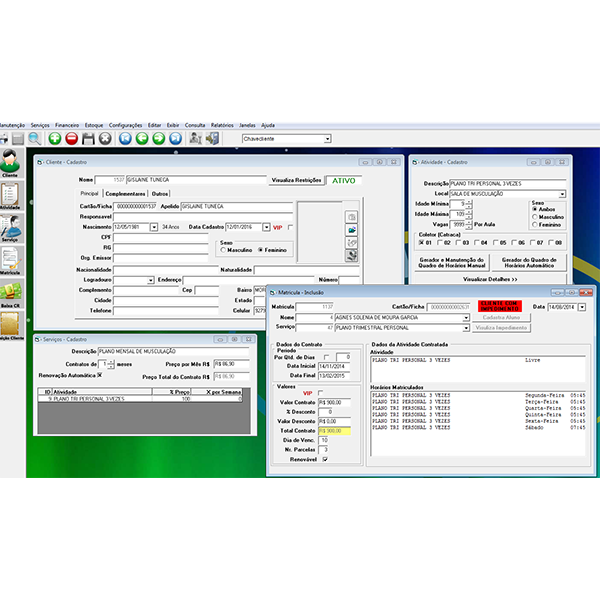 Manutenção Serviços Financeiro Estoque Configurações Editar Exibir Consulta Relatórios Janelas Ajuda
Chavecliente
Cliente
Atividade
Serviço
Matrícula
Baixa CR
Cliente - Cadastro
Nome 1537 GISLAINE TUNECA Visualiza Restrições ATIVO
Principal Complementares Outros
Cartão/Ficha 000000000001537 Apelido GISLAINE TUNECA
Responsavel
Nascimento 12/05/1981 34 Anos Data Cadastro 12/01/2016 VIP
CPF
RG
Org. Emissor
Sexo
Masculino Feminino
Nacionalidade Naturalidade
Logradouro Endereço Número
Complemento Cep Bairro MOR
Cidade Estado
Telefone Celular 9279
Atividade - Cadastro
Descrição PLANO TRI PERSONAL 3 VEZES
Local SALA DE MUSCULAÇÃO
Idade Mínima 9
Idade Máxima 109
Vagas 9999 Por Aula
Sexo
Ambos
Masculino
Feminino
Coletor (Catraca)
01 02 03 04 05 06 07 08
Gerador e Manutenção do Quadro de Horários Manual
Gerador do Quadro de Horários Automático
Visualizar Detalhes >>
Serviços - Cadastro
Descrição PLANO MENSAL DE MUSCULAÇÃO
Contratos de 1 meses Preço por Mês R$ R$ 86,90
Renovação Automática Preço Total do Contrato R$ R$ 86,90
ID Atividade % Preço X por Semana
9 PLANO TRI PERSONAL 3 VEZES 100 0
Matrícula - Inclusão
Matrícula 1137 Cartão/Ficha 000000000002631 CLIENTE COM IMPEDIMENTO Data 14/08/2014
Nome 4 AGNES SOLENIA DE MOURA GARCIA Cadastra Aluno
Serviço 47 PLANO TRIMESTRAL PERSONAL Visualiza Impedimento
Dados do Contrato
Periodo
Por Qtd. de Dias 0
Data Inicial 14/11/2014
Data Final 13/02/2015
Valores
VIP
Valor Contrato R$ 900,00
% Desconto 0
Valor Desconto R$ 0,00
Total Contrato R$ 900,00
Dia de Venc. 10
Nr. Parcelas 3
Renovável
Dados da Atividade Contratada
Atividade
PLANO TRI PERSONAL 3 VEZES Livre
Horários Matriculados
PLANO TRI PERSONAL 3 VEZES Segunda-Feira 05:45
PLANO TRI PERSONAL 3 VEZES Terça-Feira 05:45
PLANO TRI PERSONAL 3 VEZES Quarta-Feira 05:45
PLANO TRI PERSONAL 3 VEZES Quinta-Feira 05:45
PLANO TRI PERSONAL 3 VEZES Sexta-Feira 05:45
PLANO TRI PERSONAL 3 VEZES Sábado 07:45